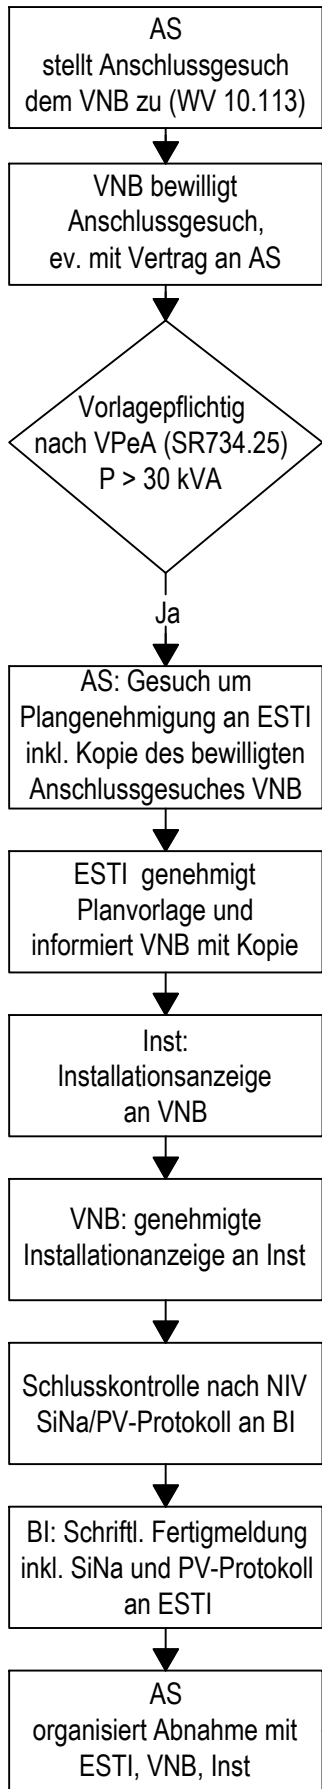 AS
stellt Anschlussgesuch
dem VNB zu (WV 10.113)
VNB bewilligt
Anschlussgesuch,
ev. mit Vertrag an AS
Vorlagepflichtig
nach VPeA (SR734.25)
P > 30 kVA
Ja
AS: Gesuch um
Plangenehmigung an ESTI
inkl. Kopie des bewilligten
Anschlussgesuches VNB
ESTI genehmigt
Planvorlage und
informiert VNB mit Kopie
Inst:
Installationsanzeige
an VNB
VNB: genehmigte
Installationanzeige an Inst
Schlusskontrolle nach NIV
SiNa/PV-Protokoll an BI
BI: Schriftl. Fertigmeldung
inkl. SiNa und PV-Protokoll
an ESTI
AS
organisiert Abnahme mit
ESTI, VNB, Inst